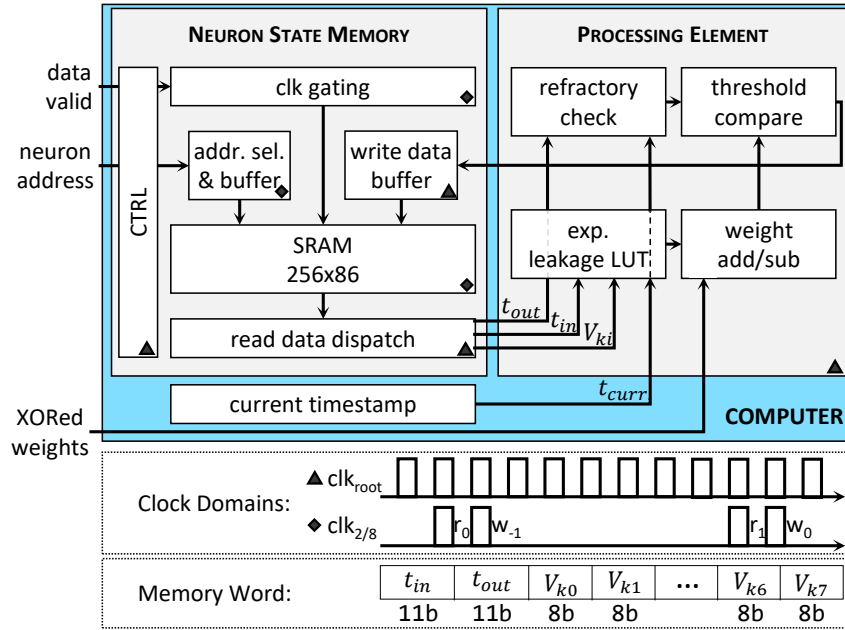 NEURON STATE MEMORY
PROCESSING ELEMENT
data
valid
neuron
address
XORed
weights
CTRL
clk gating
addr. sel.
& buffer
write data
buffer
SRAM
256x86
read data dispatch
current timestamp
refractory
check
threshold
compare
exp.
leakage LUT
weight
add/sub
t_out
t_in
V_ki
t_curr
COMPUTER
Clock Domains:
clk_root
clk_2/8
r_0 w_-1 r_1 w_0
Memory Word:
t_in t_out V_k0 V_k1 ... V_k6 V_k7
11b 11b 8b 8b 8b 8b